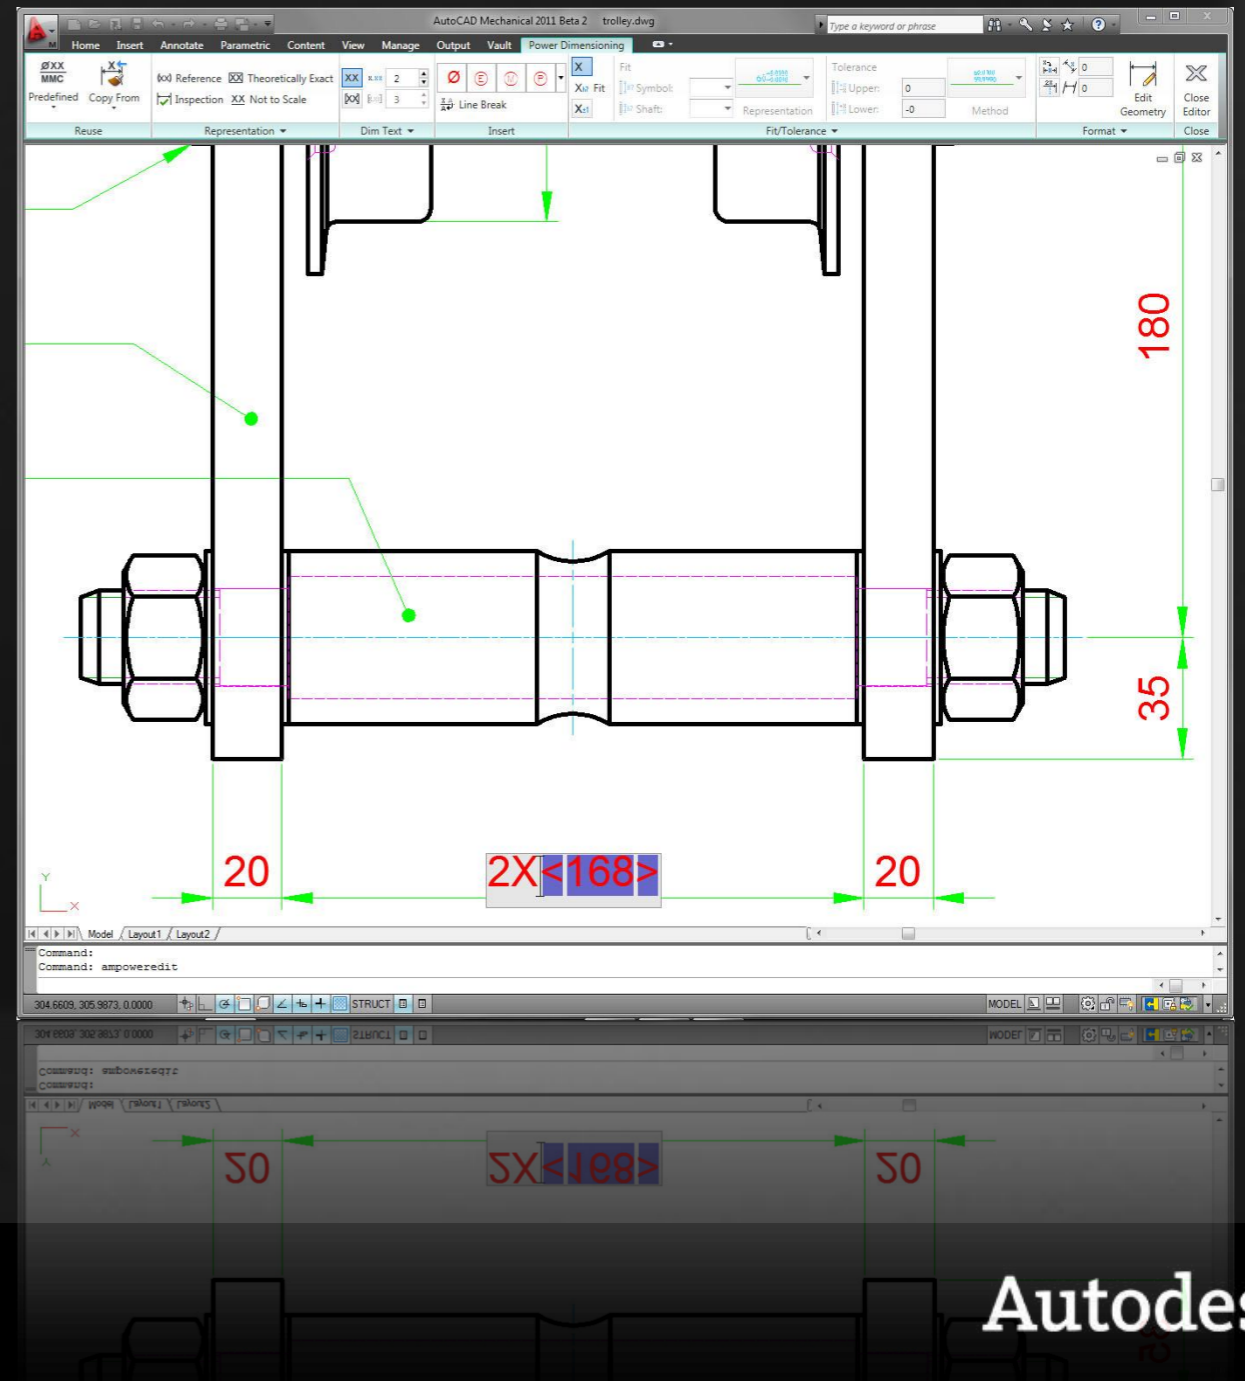 AutoCAD Mechanical 2011 Beta 2 trolley.dwg
Type a keyword or phrase
Home Insert Annotate Parametric Content View Manage Output Vault Power Dimensioning
ØXX
MMC
Predefined
Copy From
Reuse
Reference Theoretically Exact
Inspection XX Not to Scale
Representation
XX 2
3
Dim Text
Ø E M P
Line Break
Insert
X
Fit
Fit
Symbol:
Shaft:
Representation
Tolerance
Upper: 0
Lower: -0
Method
Fit/Tolerance
0
0
Edit
Geometry
Format
Close
Editor
Close
180
35
20
2X<168>
20
Y
X
M
Model Layout1 Layout2
Command:
Command: ampoweredit
304.6609, 305.9873, 0.0000
STRUCT
MODEL
Autodes